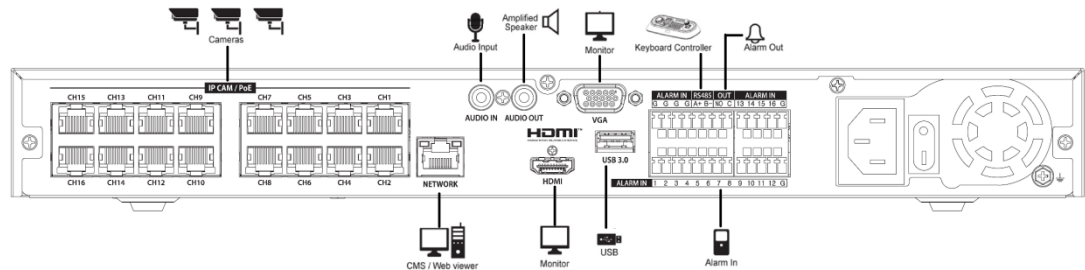 Cameras
Audio Input
Amplified
Speaker
Monitor
Keyboard Controller
Alarm Out
IP CAM / PoE
CH15 CH13 CH11 CH9 CH7 CH5 CH3 CH1
CH16 CH14 CH12 CH10 CH8 CH6 CH4 CH2
NETWORK
AUDIO IN AUDIO OUT
VGA
HDMI
HDMI
USB 3.0
ALARM IN RS485 OUT ALARM IN
G G G G A+ B- NO C 13 14 15 16 G
ALARM IN 1 2 3 4 5 6 7 8 9 10 11 12 G
CMS / Web viewer
Monitor
USB
Alarm In